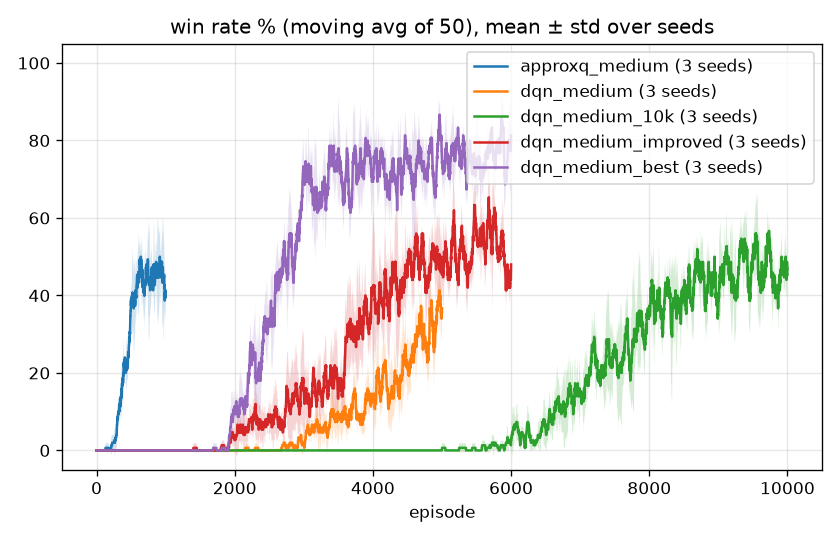 win rate % (moving avg of 50), mean ± std over seeds
100
80
60
40
20
0
approxq_medium (3 seeds)
dqn_medium (3 seeds)
dqn_medium_10k (3 seeds)
dqn_medium_improved (3 seeds)
dqn_medium_best (3 seeds)
0 2000 4000 6000 8000 10000
episode